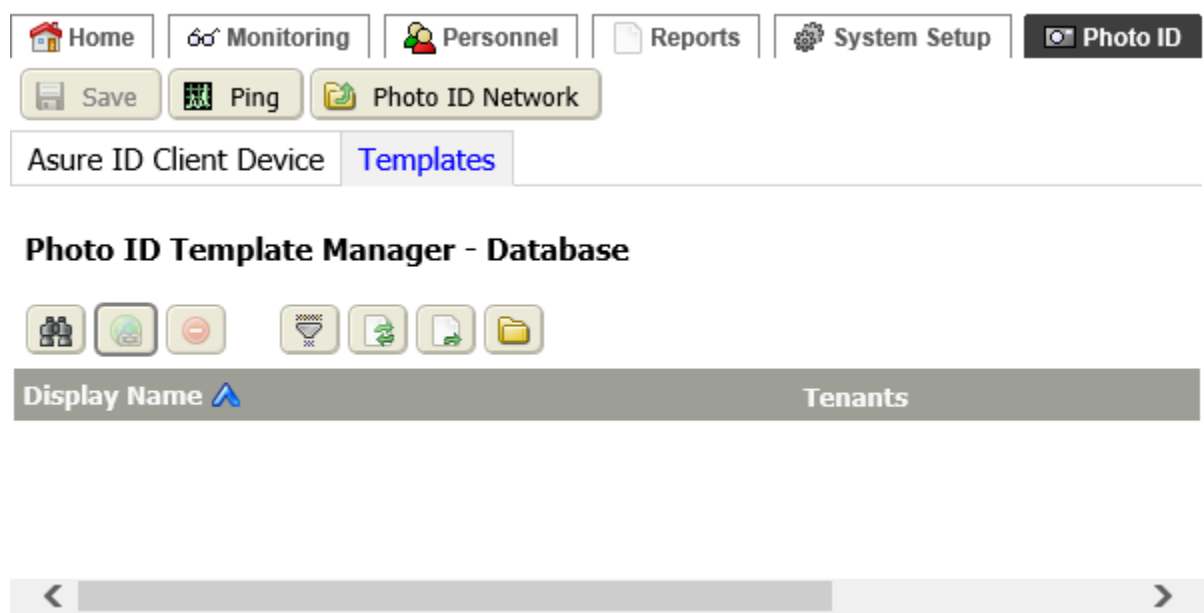 Home Monitoring Personnel Reports System Setup Photo ID
Save Ping Photo ID Network
Asure ID Client Device Templates
Photo ID Template Manager - Database
Display Name Tenants